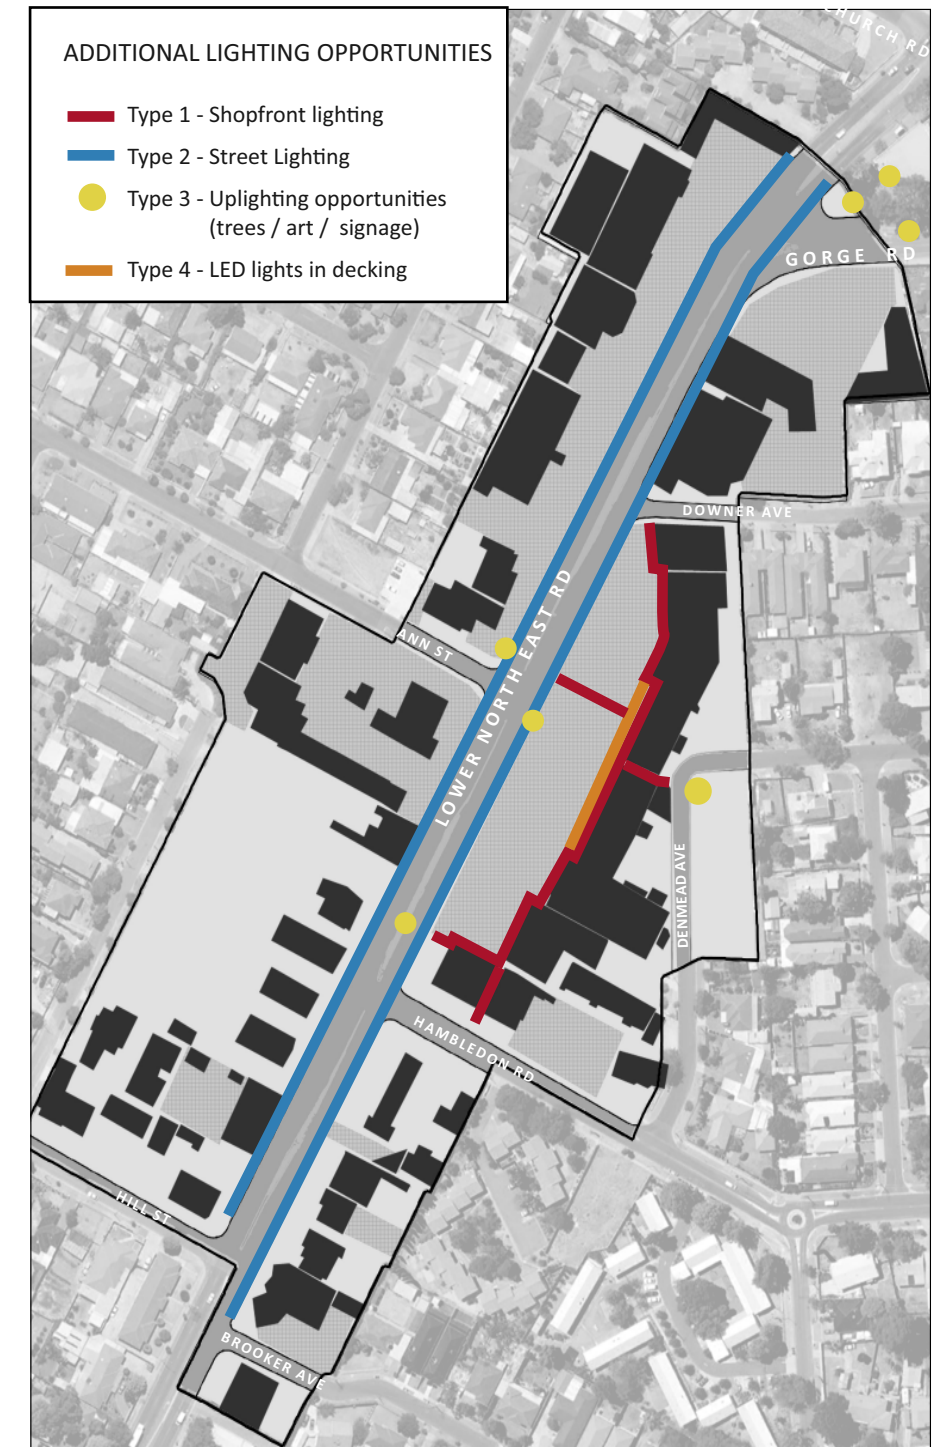 ADDITIONAL LIGHTING OPPORTUNITIES
Type 1 - Shopfront lighting
Type 2 - Street Lighting
Type 3 - Uplighting opportunities
(trees / art / signage)
Type 4 - LED lights in decking
CHURCH RD
GORGE RD
DOWNER AVE
LOWER NORTH EAST RD
ANN ST
DENMEAD AVE
HAMBLEDON RD
HILL ST
BROOKER AVE